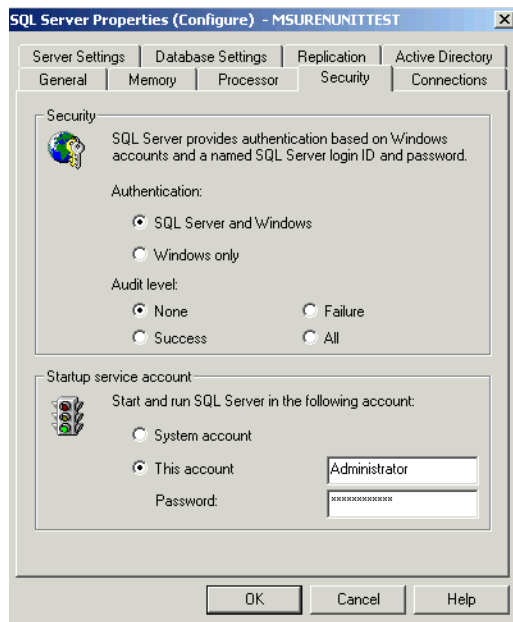 SQL Server Properties (Configure) - MSURENUNITTEST
Server Settings
Database Settings
Replication
Active Directory
General
Memory
Processor
Security
Connections
Security
SQL Server provides authentication based on Windows
accounts and a named SQL Server login ID and password.
Authentication:
SQL Server and Windows
Windows only
Audit level:
None
Failure
Success
All
Startup service account
Start and run SQL Server in the following account:
System account
This account
Administrator
Password:
************
OK
Cancel
Help